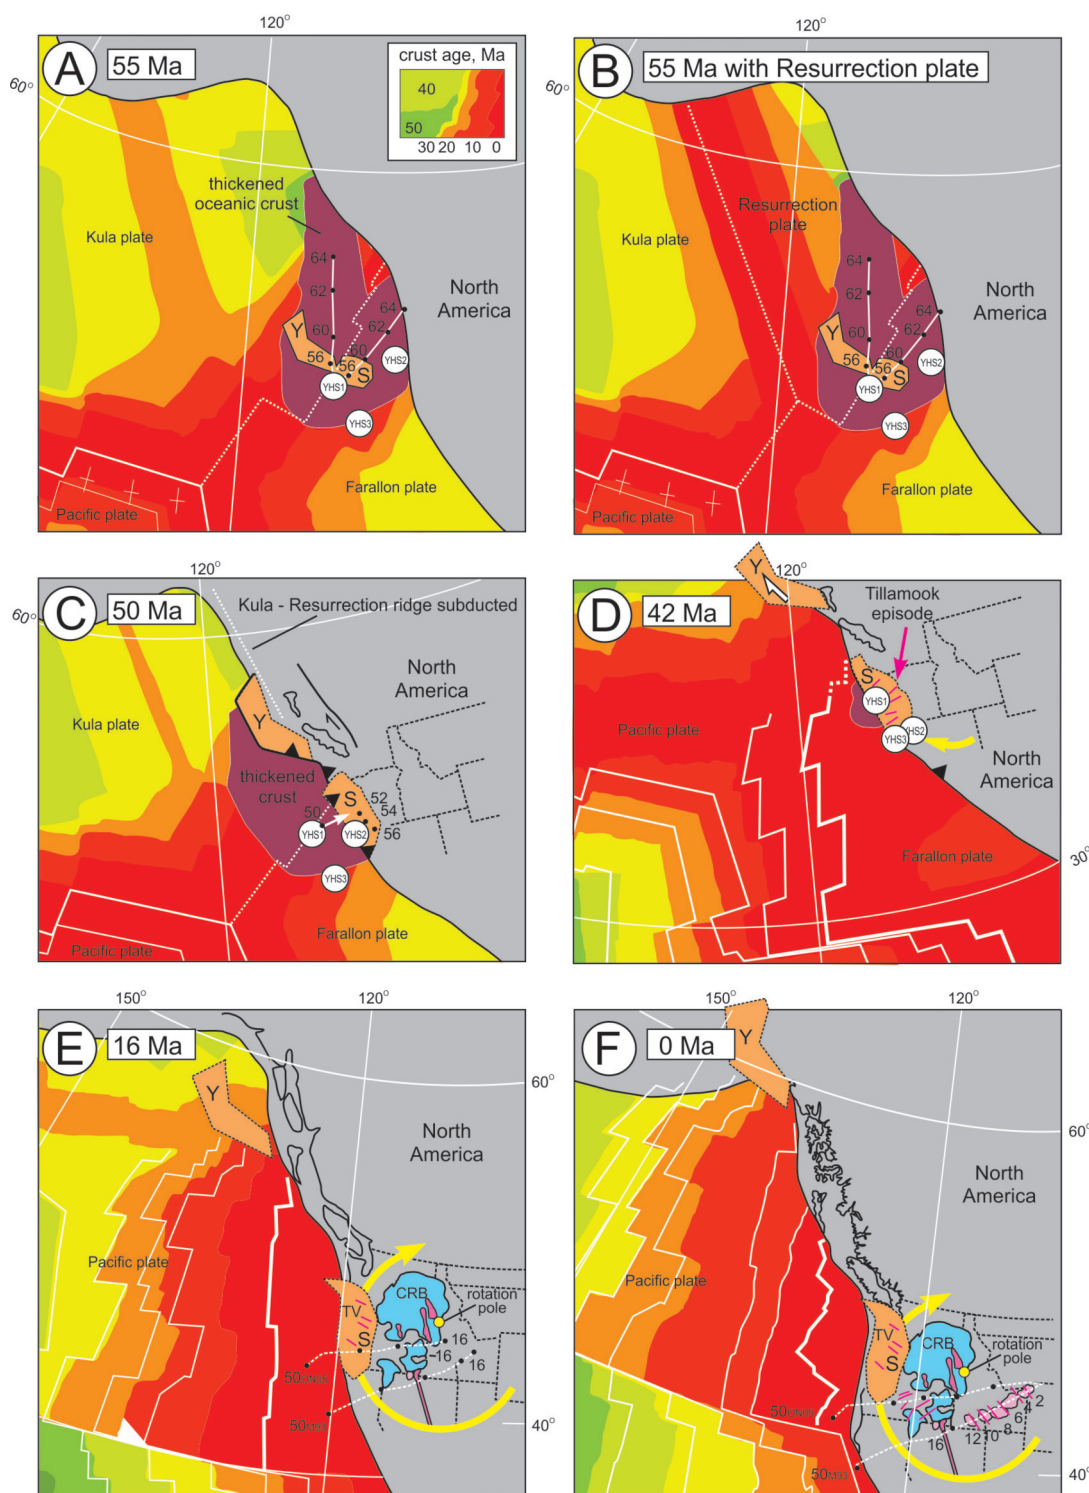 120°
A
55 Ma
crust age, Ma
40
50
30 20 10 0
60°
thickened
oceanic crust
Kula plate
North
America
64
62
60
56
64
62
60
56
Y
S
YHS1
YHS2
YHS3
Farallon plate
Pacific plate
120°
B
55 Ma with Resurrection plate
60°
Resurrection
plate
Kula plate
North
America
64
62
60
56
64
62
60
56
Y
S
YHS1
YHS2
YHS3
Farallon plate
Pacific plate
120°
C
50 Ma
60°
Kula - Resurrection ridge subducted
North
America
Kula plate
Y
thickened
crust
S
50
52
54
56
YHS1
YHS2
YHS3
Farallon plate
Pacific plate
Y
120°
D
42 Ma
Tillamook
episode
S
YHS1
YHS2
YHS3
Pacific plate
North
America
Farallon plate
30°
150°
120°
E
16 Ma
60°
Y
North
America
Pacific plate
CRB
rotation
pole
TV
S
16
16
16
50DN05
50M93
40°
150°
120°
F
0 Ma
Y
60°
North
America
Pacific plate
CRB
TV
S
rotation
pole
50DN05
50M93
16
12
10
8
6
4
2
40°